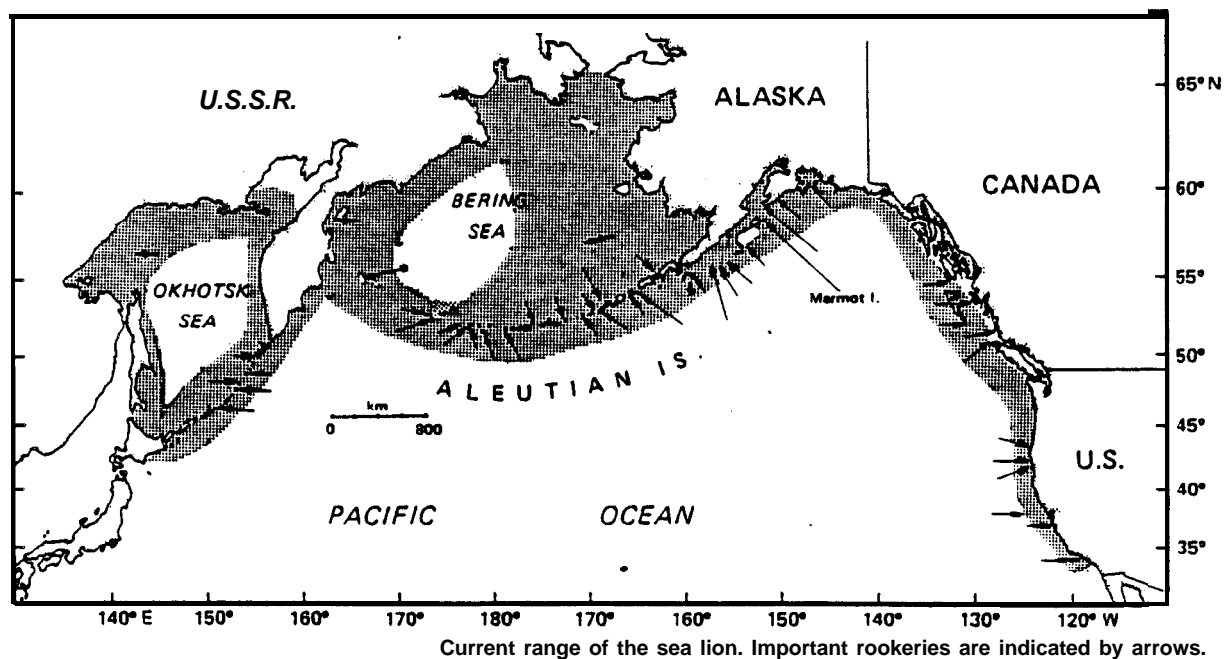 U.S.S.R.
ALASKA
65° N
CANADA
60°
BERING
SEA
55°
OKHOTSK
SEA
Marmot I.
50°
ALEUTIAN IS
km
0 800
45°
U.S.
40°
PACIFIC OCEAN
35°
140° E 150° 160° 170° 180° 170° 160° 150° 140° 130° 120° W
Current range of the sea lion. Important rookeries are indicated by arrows.